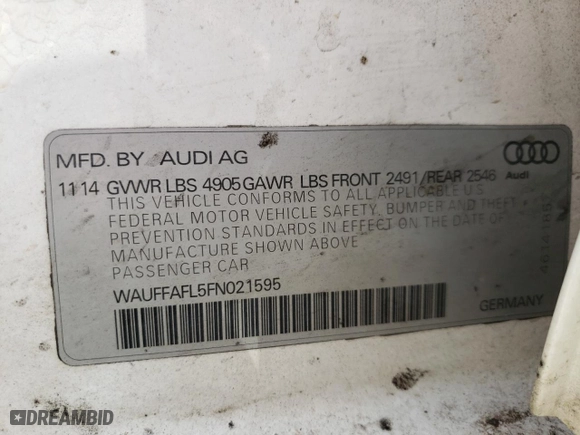 MFD. BY AUDI AG
11 14 GVWR LBS 4905 GAWR LBS FRONT 2491/REAR 2546
Audi
THIS VEHICLE CONFORMS TO ALL APPLICABLE U.S.
FEDERAL MOTOR VEHICLE SAFETY, BUMPER AND THEFT
PREVENTION STANDARDS IN EFFECT ON THE DATE OF
MANUFACTURE SHOWN ABOVE
PASSENGER CAR
WAUFFAFL5FN021595
GERMANY
DREAMBID